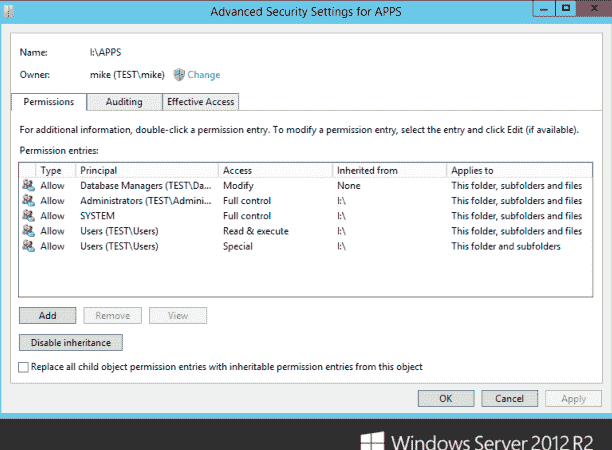 Advanced Security Settings for APPS
Name: I:\APPS
Owner: mike (TEST\mike) Change
Permissions Auditing Effective Access
For additional information, double-click a permission entry. To modify a permission entry, select the entry and click Edit (if available).
Permission entries:
Type Principal Access Inherited from Applies to
Allow Database Managers (TEST\Da... Modify None This folder, subfolders and files
Allow Administrators (TEST\Admini... Full control I:\ This folder, subfolders and files
Allow SYSTEM Full control I:\ This folder, subfolders and files
Allow Users (TEST\Users) Read & execute I:\ This folder, subfolders and files
Allow Users (TEST\Users) Special I:\ This folder and subfolders
Add Remove View
Disable inheritance
Replace all child object permission entries with inheritable permission entries from this object
OK Cancel Apply
Windows Server 2012 R2